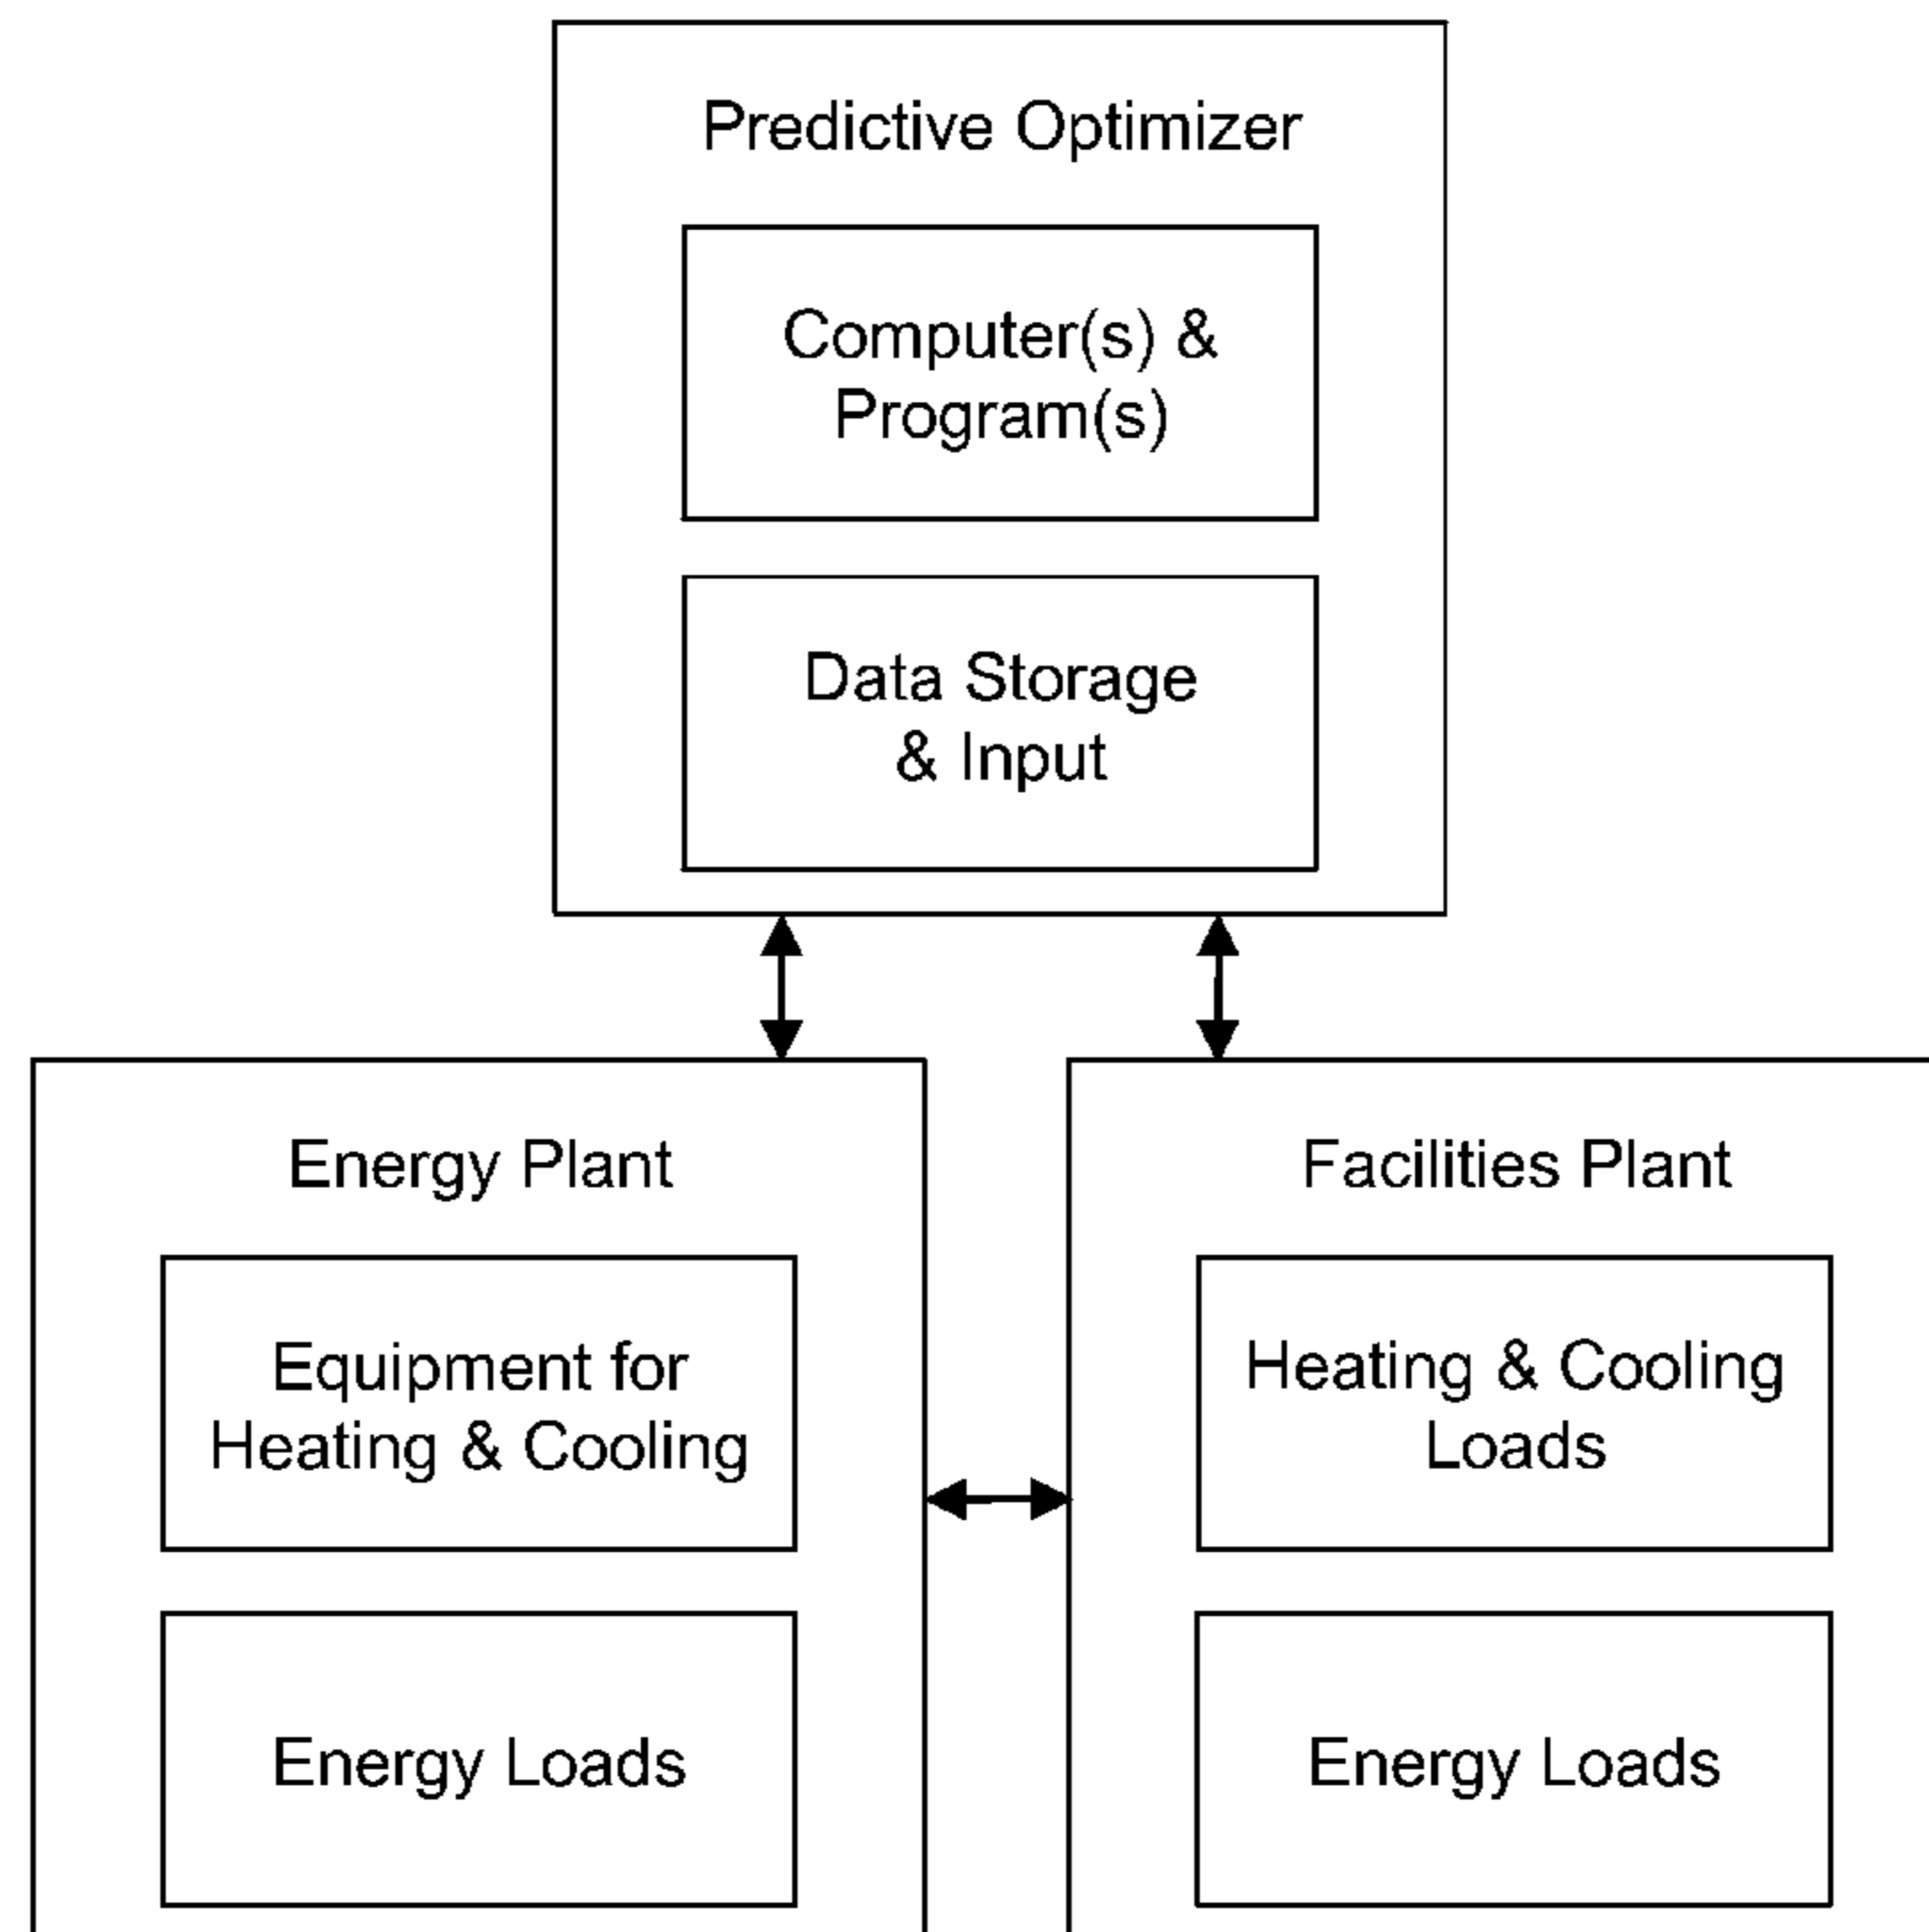 Predictive Optimizer
Computer(s) &
Program(s)
Data Storage
& Input
Energy Plant
Equipment for
Heating & Cooling
Energy Loads
Facilities Plant
Heating & Cooling
Loads
Energy Loads